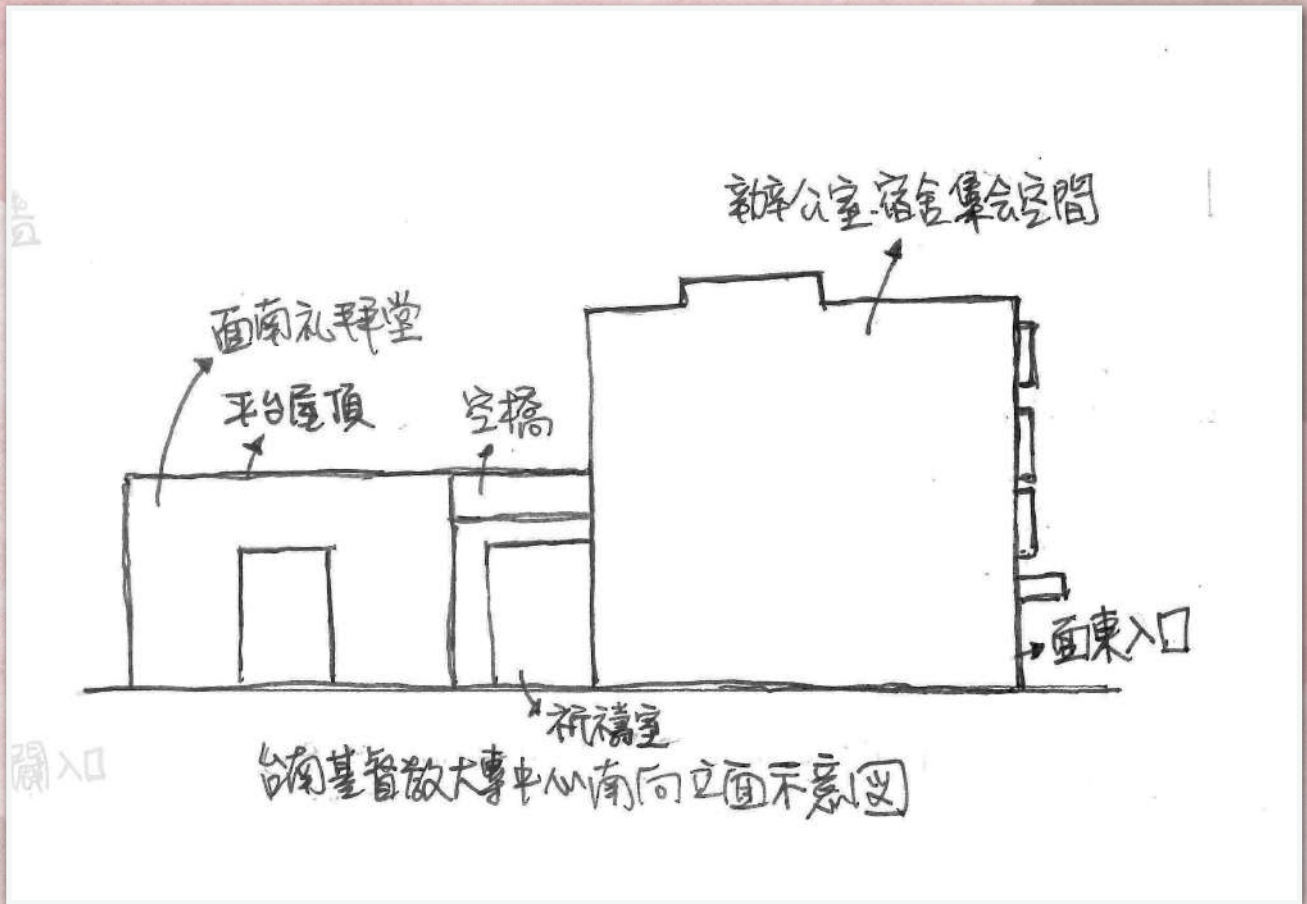 辦公室.宿舍集会空間
面南礼拜堂
平台屋頂
空橋
面東入口
祈禱室
台南基督教大專中心南向立面示意図
入口